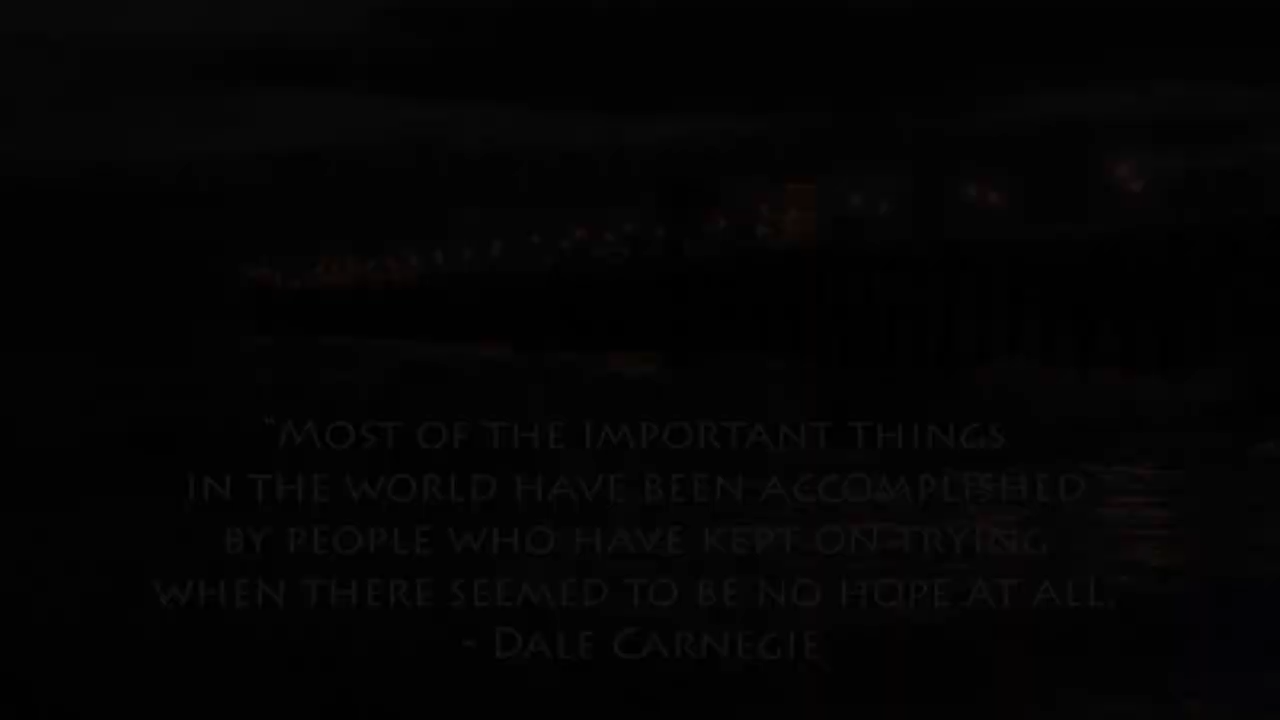 "Most of the Important things
in the world have been accomplished
by people who have kept on trying
when there seemed to be no hope at all.
- Dale Carnegie